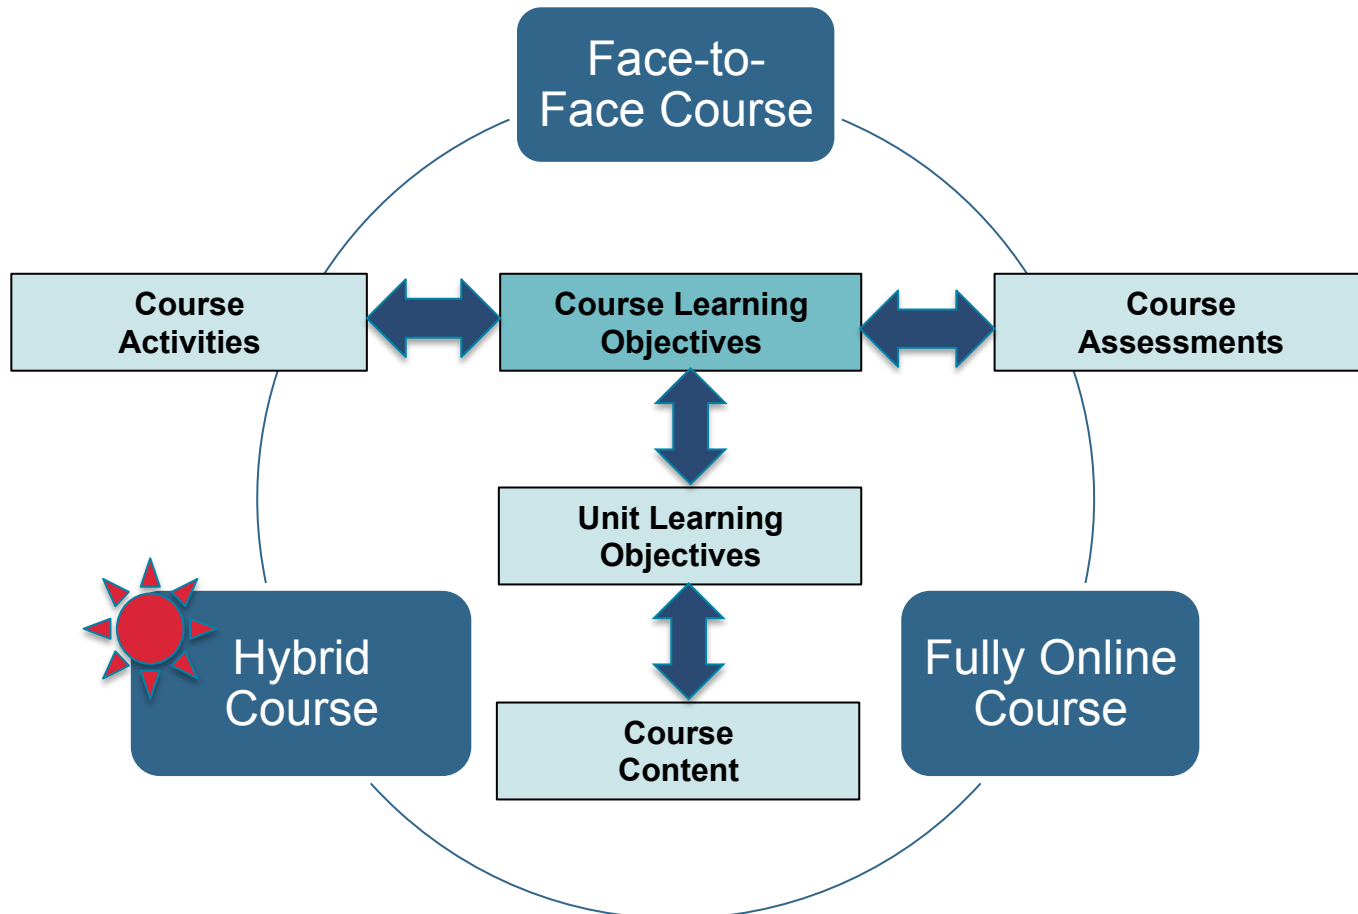 Face-to-
Face Course
Course
Activities
Course Learning
Objectives
Course
Assessments
Unit Learning
Objectives
Hybrid
Course
Fully Online
Course
Course
Content